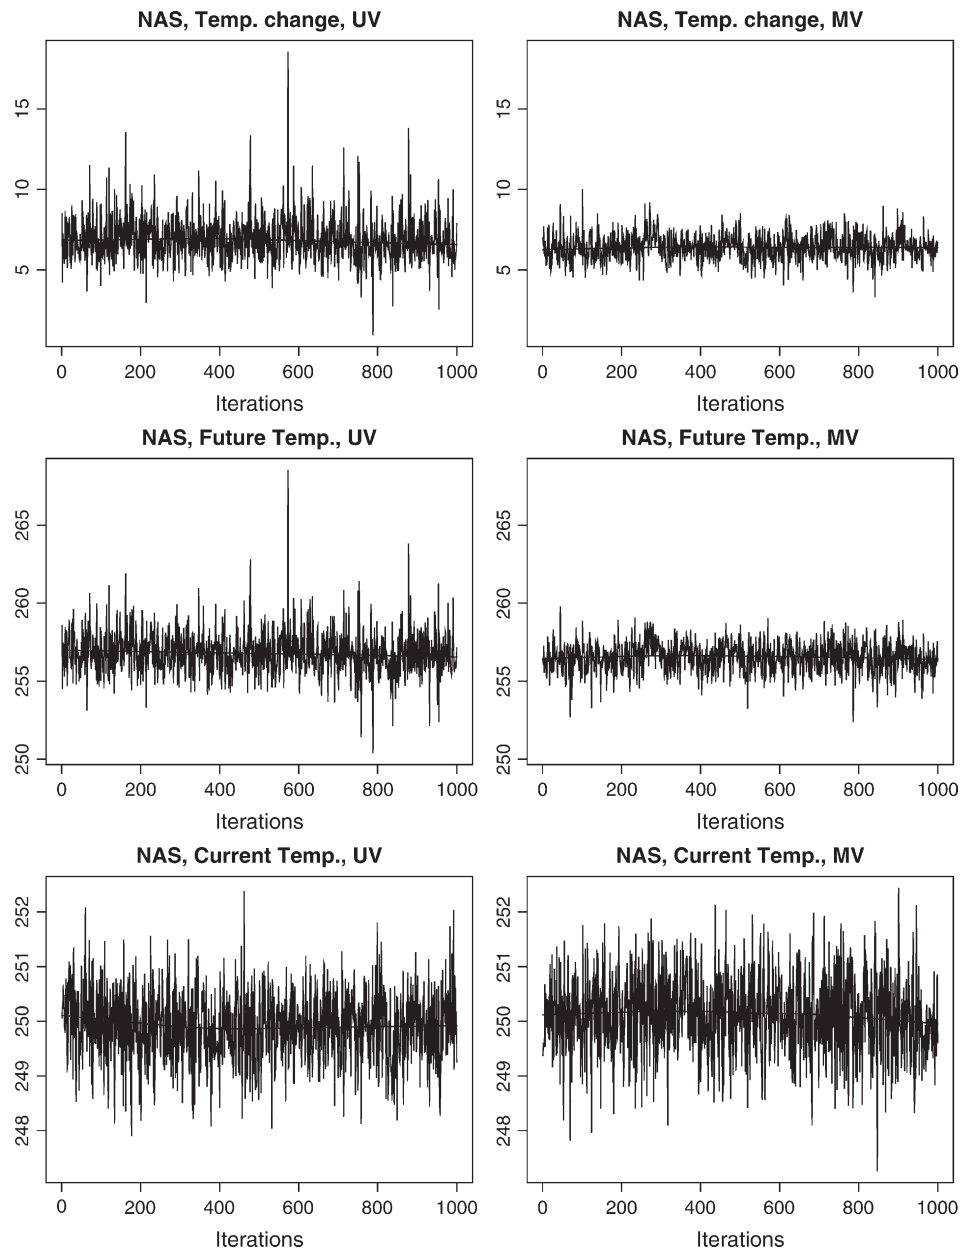 NAS, Temp. change, UV
NAS, Temp. change, MV
15
10
5
0 200 400 600 800 1000
Iterations
15
10
5
0 200 400 600 800 1000
Iterations
NAS, Future Temp., UV
NAS, Future Temp., MV
265
260
255
250
0 200 400 600 800 1000
Iterations
265
260
255
250
0 200 400 600 800 1000
Iterations
NAS, Current Temp., UV
NAS, Current Temp., MV
252
251
250
249
248
0 200 400 600 800 1000
Iterations
252
251
250
249
248
0 200 400 600 800 1000
Iterations